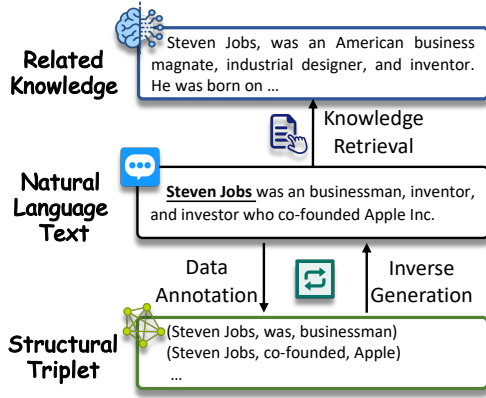 Related
Knowledge
Steven Jobs, was an American business
magnate, industrial designer, and inventor.
He was born on ...
Knowledge
Retrieval
Natural
Language
Text
Steven Jobs was an businessman, inventor,
and investor who co-founded Apple Inc.
Data
Annotation
Inverse
Generation
Structural
Triplet
(Steven Jobs, was, businessman)
(Steven Jobs, co-founded, Apple)
...